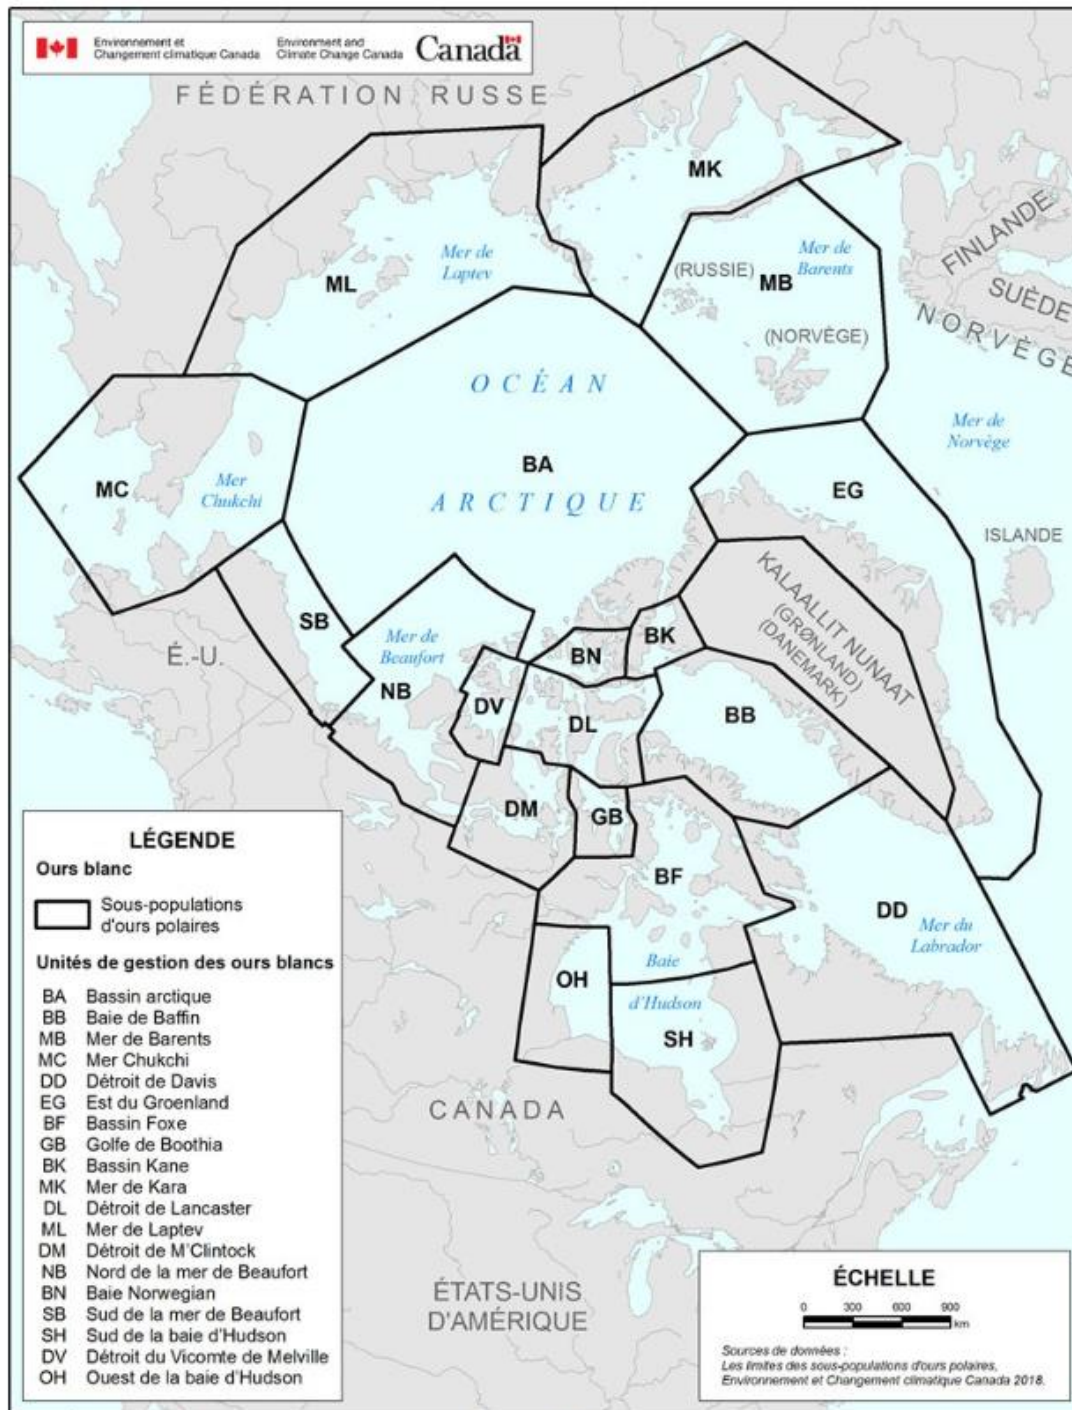 Environnement et
Changement climatique Canada
Environment and
Climate Change Canada
Canada
FÉDÉRATION RUSSE
MK
FINLANDE
SUÈDE
NORVÈGE
Mer de
Laptev
ML
(RUSSIE)
Mer de
Barents
MB
(NORVÈGE)
OCÉAN
BA
ARCTIQUE
Mer de
Norvège
MC
Mer
Chukchi
EG
ISLANDE
KALAALLIT NUNAAT
(GRØNLAND)
(DANEMARK)
SB
É.-U.
Mer de
Beaufort
NB
BN
BK
DV
DL
BB
DM
GB
BF
DD
Mer du
Labrador
OH
Baie
d'Hudson
SH
CANADA
ÉTATS-UNIS
D'AMÉRIQUE
LÉGENDE
Ours blanc
Sous-populations
d'ours polaires
Unités de gestion des ours blancs
BA Bassin arctique
BB Baie de Baffin
MB Mer de Barents
MC Mer Chukchi
DD Détroit de Davis
EG Est du Groenland
BF Bassin Foxe
GB Golfe de Boothia
BK Bassin Kane
MK Mer de Kara
DL Détroit de Lancaster
ML Mer de Laptev
DM Détroit de M'Clintock
NB Nord de la mer de Beaufort
BN Baie Norwegian
SB Sud de la mer de Beaufort
SH Sud de la baie d'Hudson
DV Détroit du Vicomte de Melville
OH Ouest de la baie d'Hudson
ÉCHELLE
0 300 600 900
km
Sources de données :
Les limites des sous-populations d'ours polaires,
Environnement et Changement climatique Canada 2018.